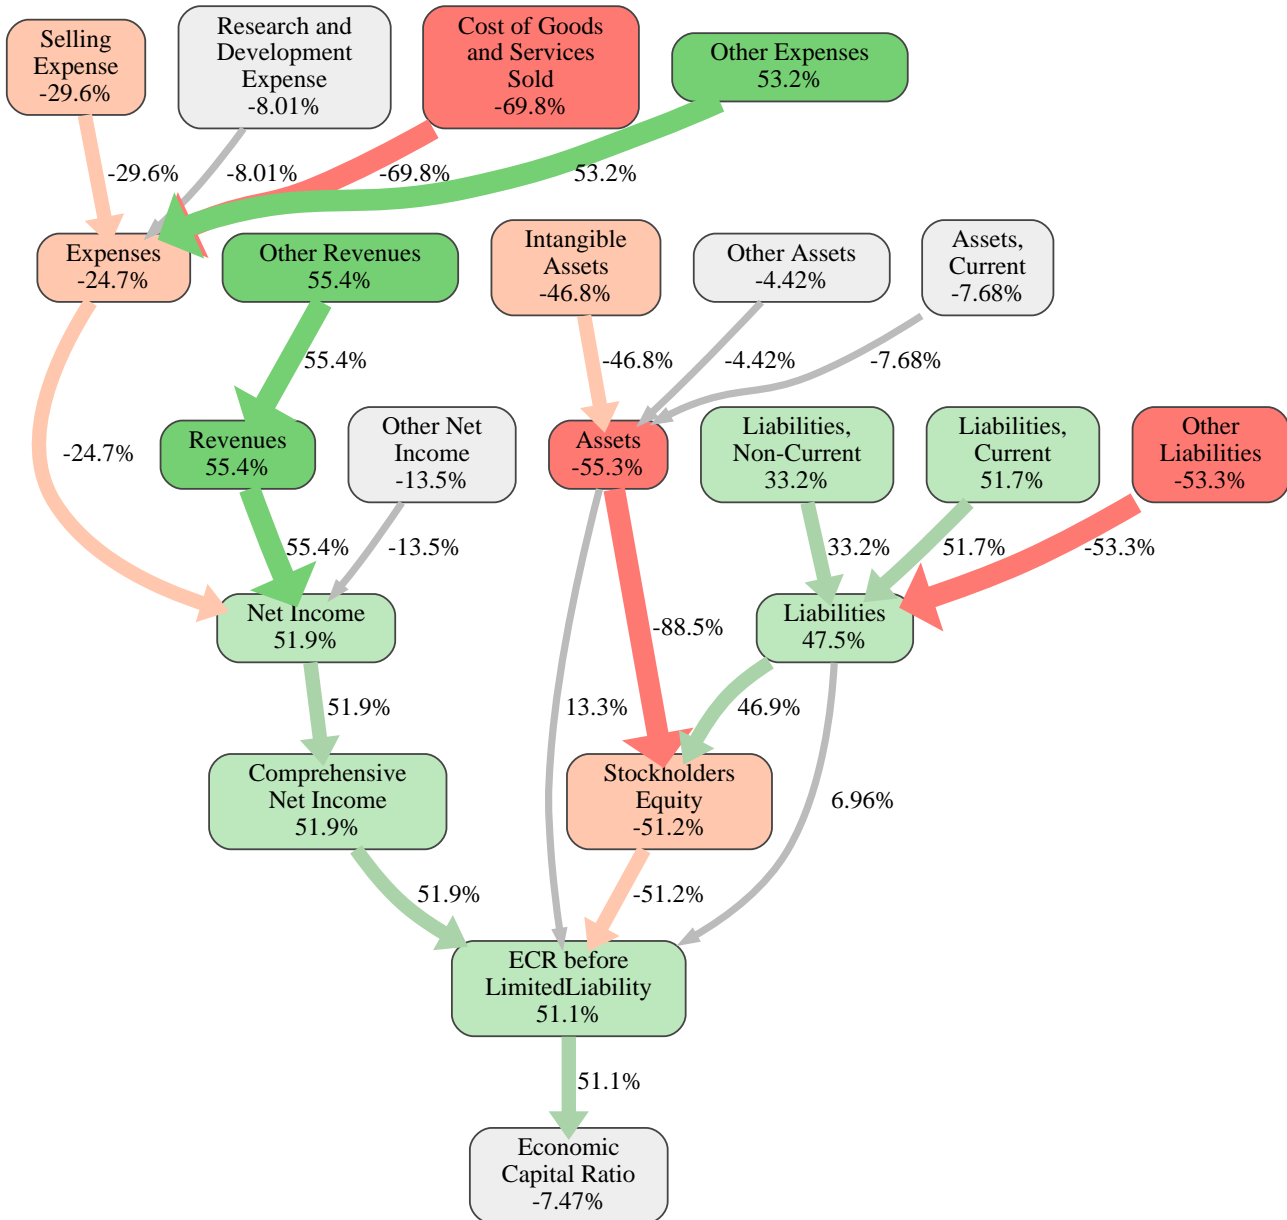 Selling
Expense
-29.6%
Research and
Development
Expense
-8.01%
Cost of Goods
and Services
Sold
-69.8%
Other Expenses
53.2%
-29.6%
-8.01%
-69.8%
53.2%
Expenses
-24.7%
Other Revenues
55.4%
Intangible
Assets
-46.8%
Other Assets
-4.42%
Assets,
Current
-7.68%
55.4%
-46.8%
-4.42%
-7.68%
-24.7%
Revenues
55.4%
Other Net
Income
-13.5%
Assets
-55.3%
Liabilities,
Non-Current
33.2%
Liabilities,
Current
51.7%
Other
Liabilities
-53.3%
55.4%
-13.5%
33.2%
51.7%
-53.3%
Net Income
51.9%
-88.5%
Liabilities
47.5%
51.9%
13.3%
46.9%
Comprehensive
Net Income
51.9%
Stockholders
Equity
-51.2%
6.96%
51.9%
-51.2%
ECR before
LimitedLiability
51.1%
51.1%
Economic
Capital Ratio
-7.47%